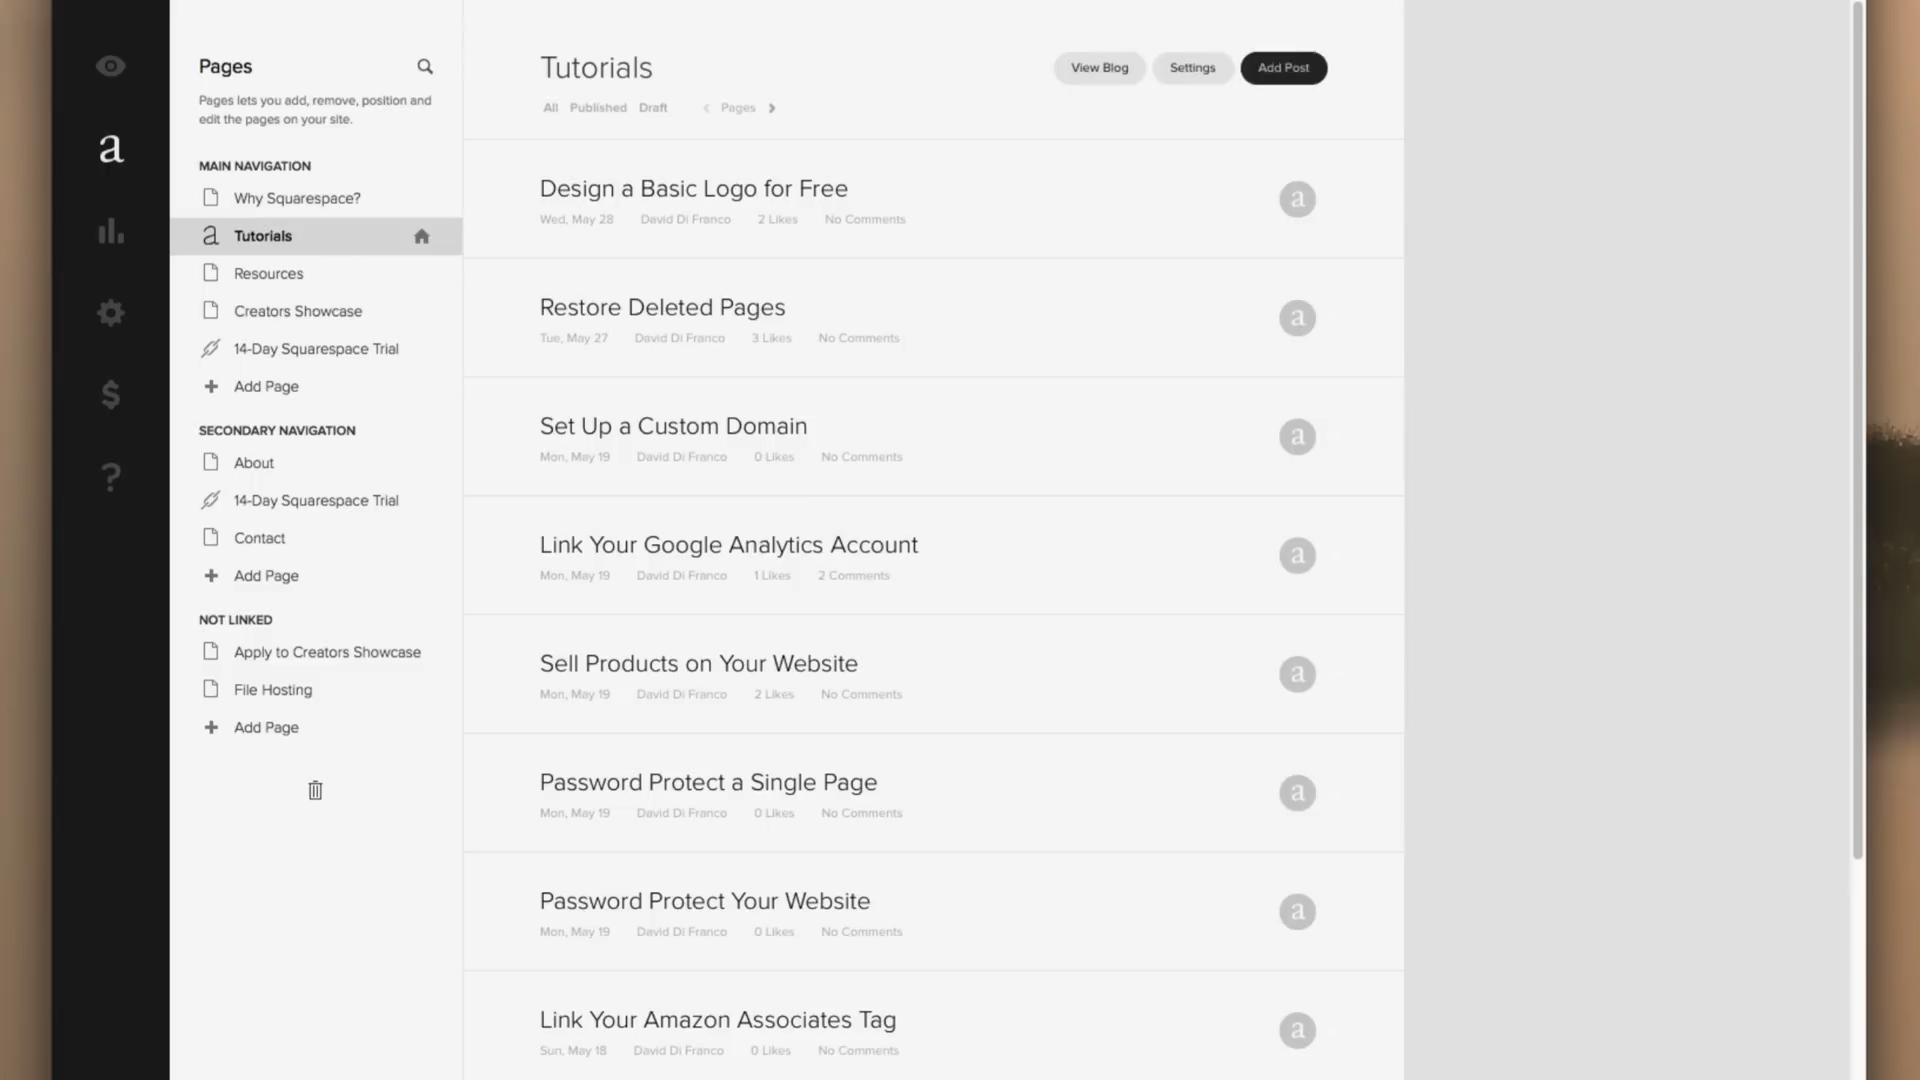 Pages
Pages lets you add, remove, position and
edit the pages on your site.
MAIN NAVIGATION
Why Squarespace?
a Tutorials
Resources
Creators Showcase
14-Day Squarespace Trial
+ Add Page
SECONDARY NAVIGATION
About
14-Day Squarespace Trial
Contact
+ Add Page
NOT LINKED
Apply to Creators Showcase
File Hosting
+ Add Page
a
$
?
Tutorials
View Blog Settings Add Post
All Published Draft < Pages >
Design a Basic Logo for Free
Wed, May 28 David Di Franco 2 Likes No Comments
a
Restore Deleted Pages
Tue, May 27 David Di Franco 3 Likes No Comments
a
Set Up a Custom Domain
Mon, May 19 David Di Franco 0 Likes No Comments
a
Link Your Google Analytics Account
Mon, May 19 David Di Franco 1 Likes 2 Comments
a
Sell Products on Your Website
Mon, May 19 David Di Franco 2 Likes No Comments
a
Password Protect a Single Page
Mon, May 19 David Di Franco 0 Likes No Comments
a
Password Protect Your Website
Mon, May 19 David Di Franco 0 Likes No Comments
a
Link Your Amazon Associates Tag
Sun, May 18 David Di Franco 0 Likes No Comments
a